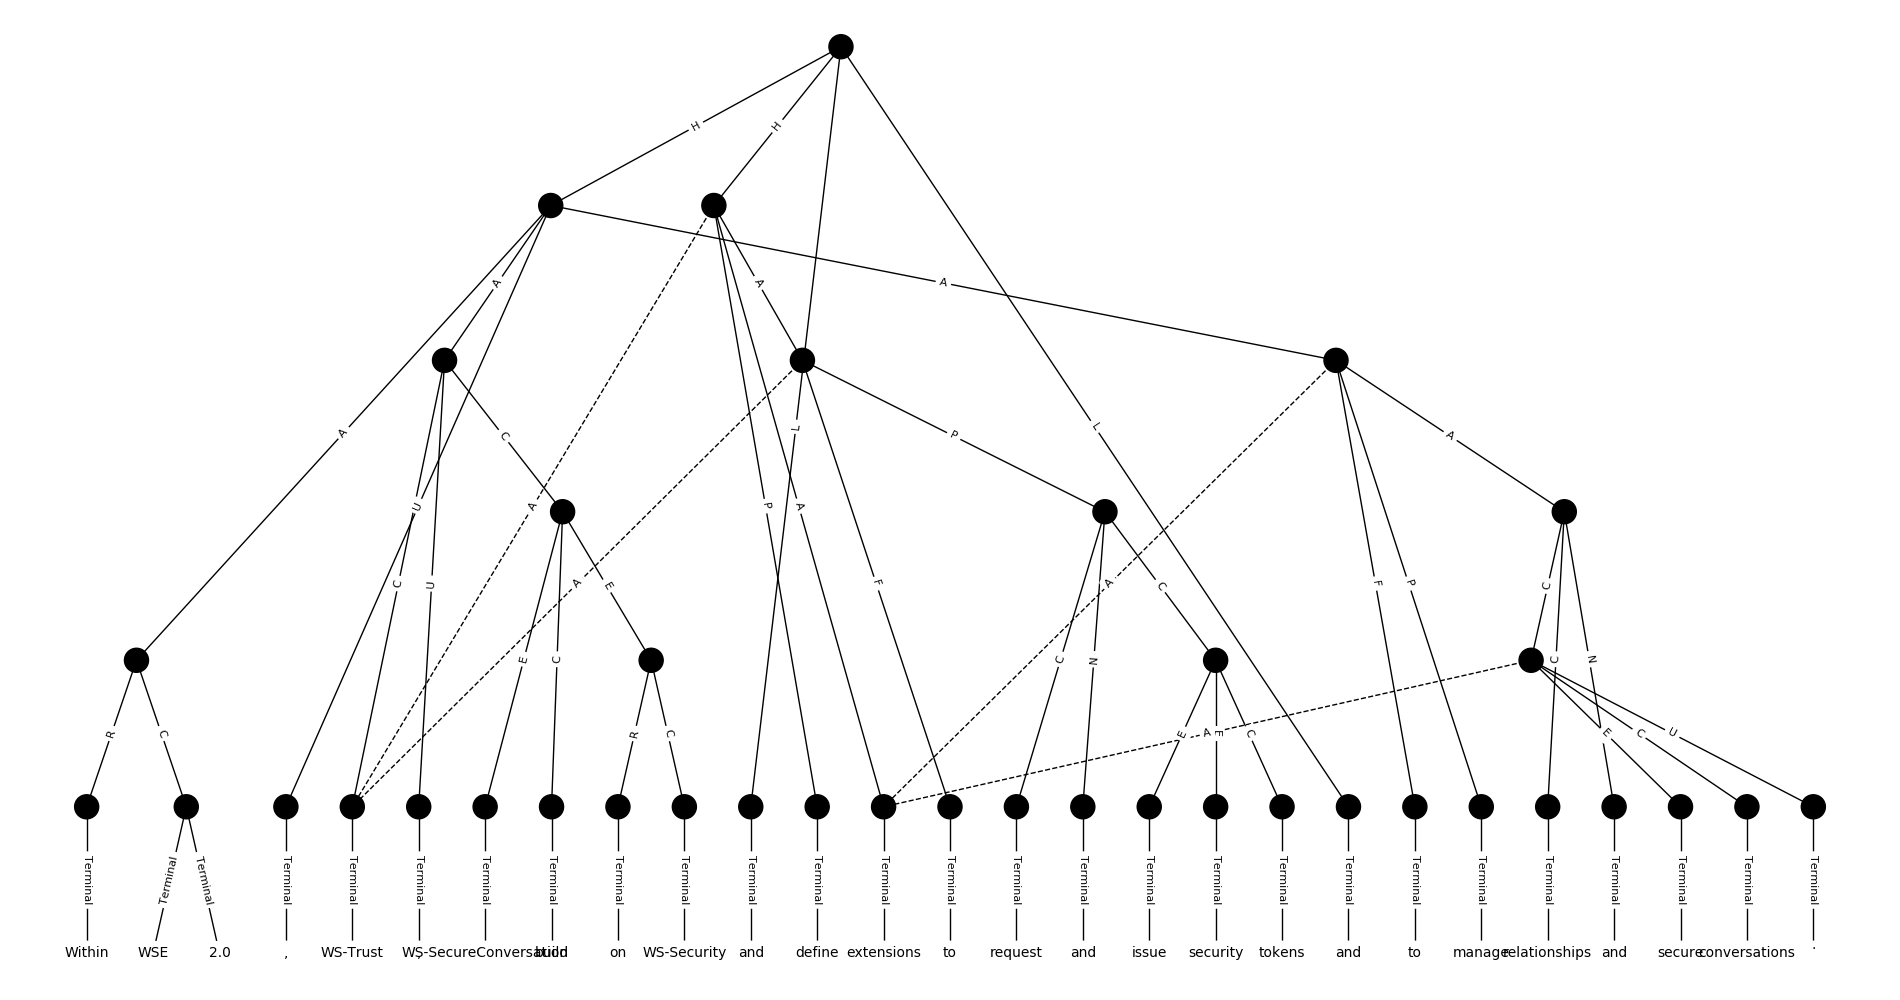 H H
A A A
A C P L L A
U A P A F
C U A E A C F P C
E C C N C N
R C R C E A E C E C U
Terminal Terminal Terminal Terminal Terminal Terminal Terminal Terminal Terminal Terminal Terminal Terminal Terminal Terminal Terminal Terminal Terminal Terminal Terminal Terminal Terminal Terminal Terminal Terminal Terminal Terminal
Within WSE 2.0 , WS-Trust , WS-SecureConversation build on WS-Security and define extensions to request and issue security tokens and to manage relationships and secure conversations .